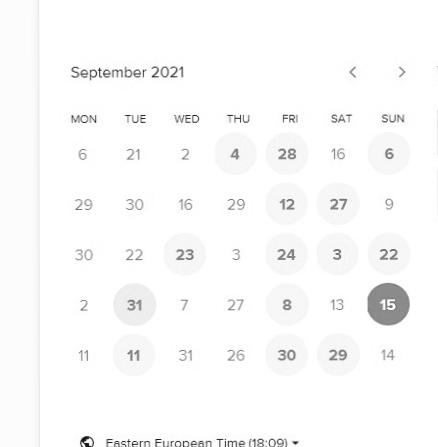 September 2021
MON TUE WED THU FRI SAT SUN
6 21 2 4 28 16 6
29 30 16 29 12 27 9
30 22 23 3 24 3 22
2 31 7 27 8 13 15
11 11 31 26 30 29 14
Eastern European Time (18:09)